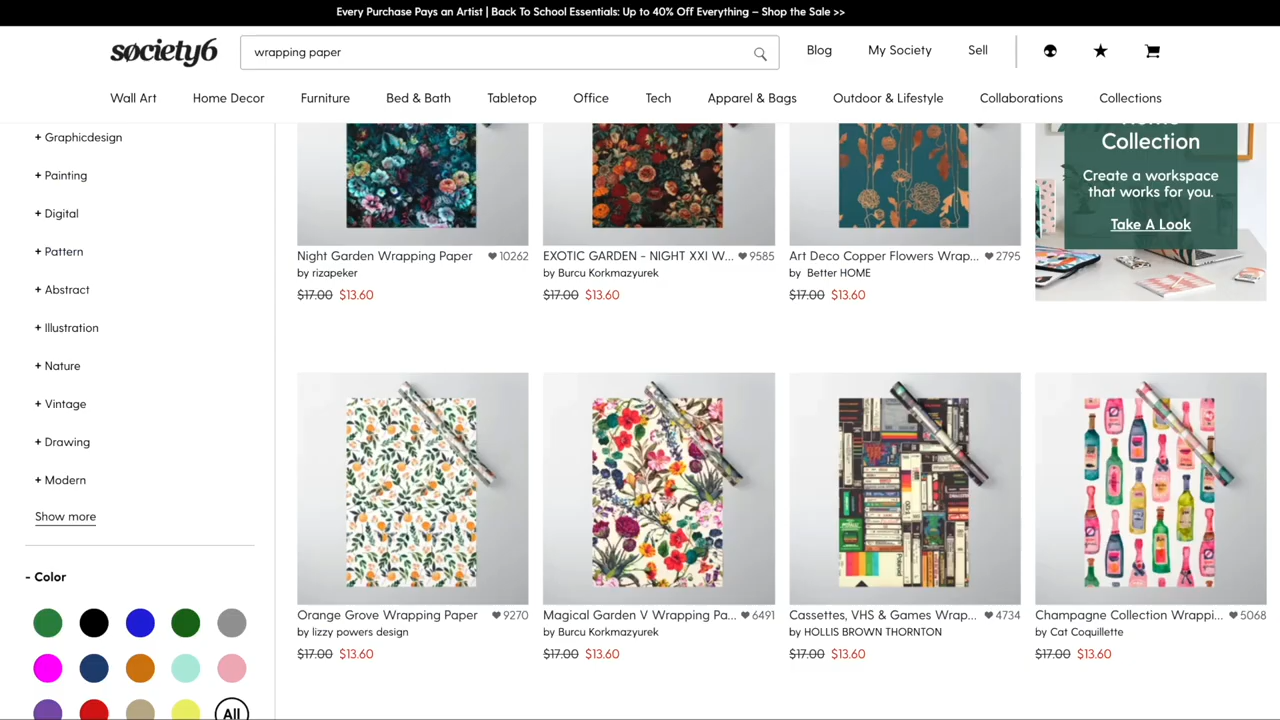 Every Purchase Pays an Artist | Back To School Essentials: Up to 40% Off Everything – Shop the Sale >>
society6
wrapping paper
Blog
My Society
Sell
Wall Art
Home Decor
Furniture
Bed & Bath
Tabletop
Office
Tech
Apparel & Bags
Outdoor & Lifestyle
Collaborations
Collections
+ Graphicdesign
+ Painting
+ Digital
+ Pattern
+ Abstract
+ Illustration
+ Nature
+ Vintage
+ Drawing
+ Modern
Show more
- Color
All
Night Garden Wrapping Paper
10262
by rizapeker
$17.00 $13.60
EXOTIC GARDEN - NIGHT XXI W...
9585
by Burcu Korkmazyurek
$17.00 $13.60
Art Deco Copper Flowers Wrap...
2795
by Better HOME
$17.00 $13.60
Collection
Create a workspace
that works for you.
Take A Look
Orange Grove Wrapping Paper
9270
by lizzy powers design
$17.00 $13.60
Magical Garden V Wrapping Pa...
6491
by Burcu Korkmazyurek
$17.00 $13.60
Cassettes, VHS & Games Wrap...
4734
by HOLLIS BROWN THORNTON
$17.00 $13.60
Champagne Collection Wrappi...
5068
by Cat Coquillette
$17.00 $13.60